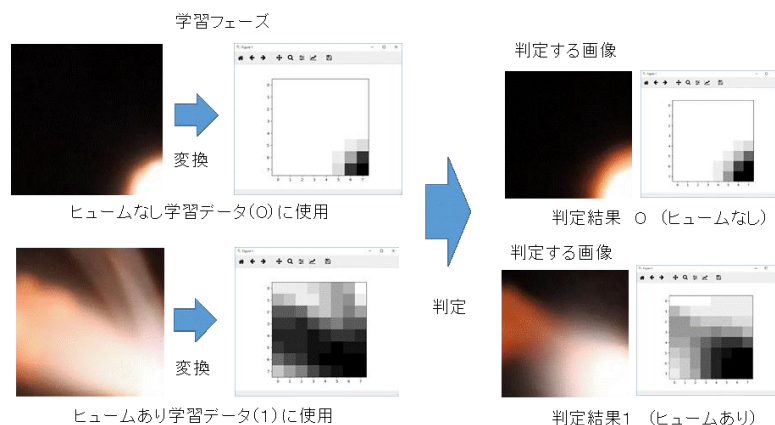 学習フェーズ
変換
ヒュームなし学習データ(0)に使用
変換
ヒュームあり学習データ(1)に使用
判定
判定する画像
判定結果 0 (ヒュームなし)
判定する画像
判定結果1 (ヒュームあり)